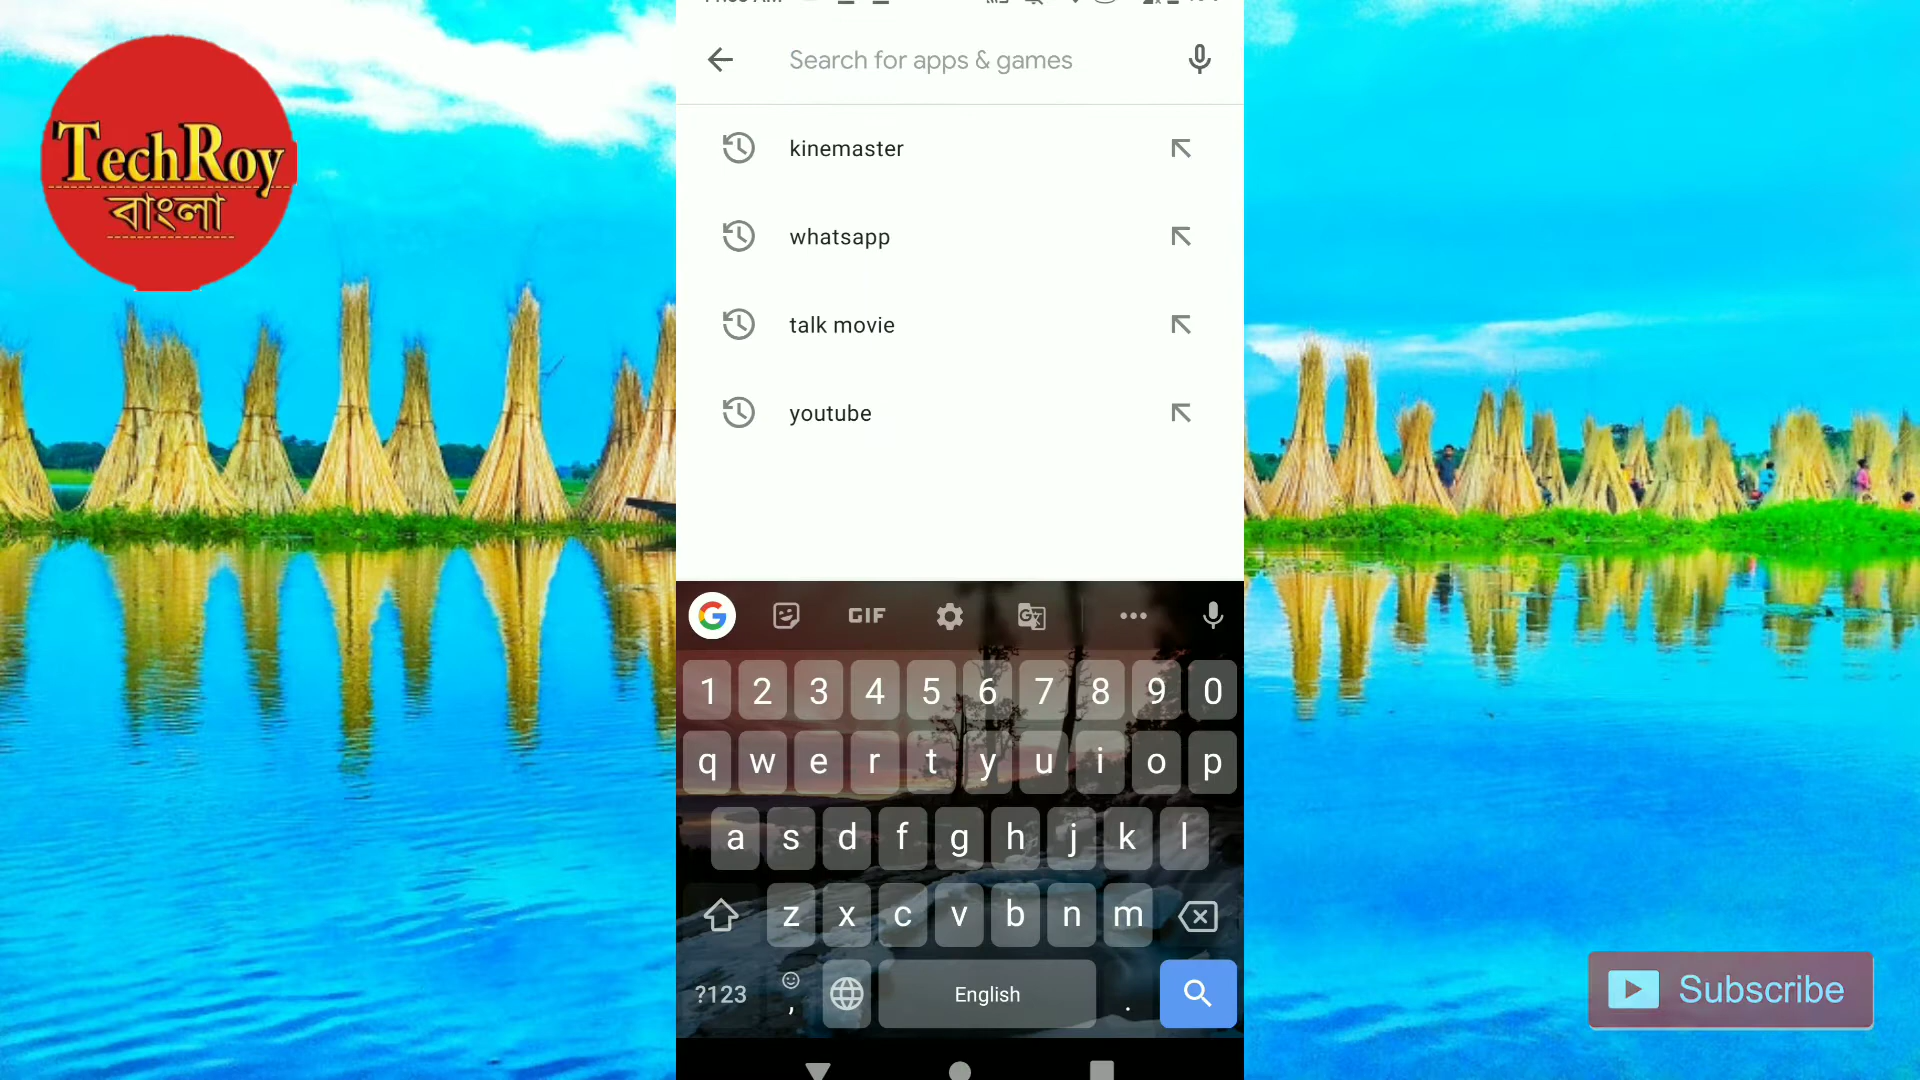 TechRoy
বাংলা
Search for apps & games
kinemaster
whatsapp
talk movie
youtube
GIF
1 2 3 4 5 6 7 8 9 0
q w e r t y u i o p
a s d f g h j k l
z x c v b n m
?123 , English .
Subscribe